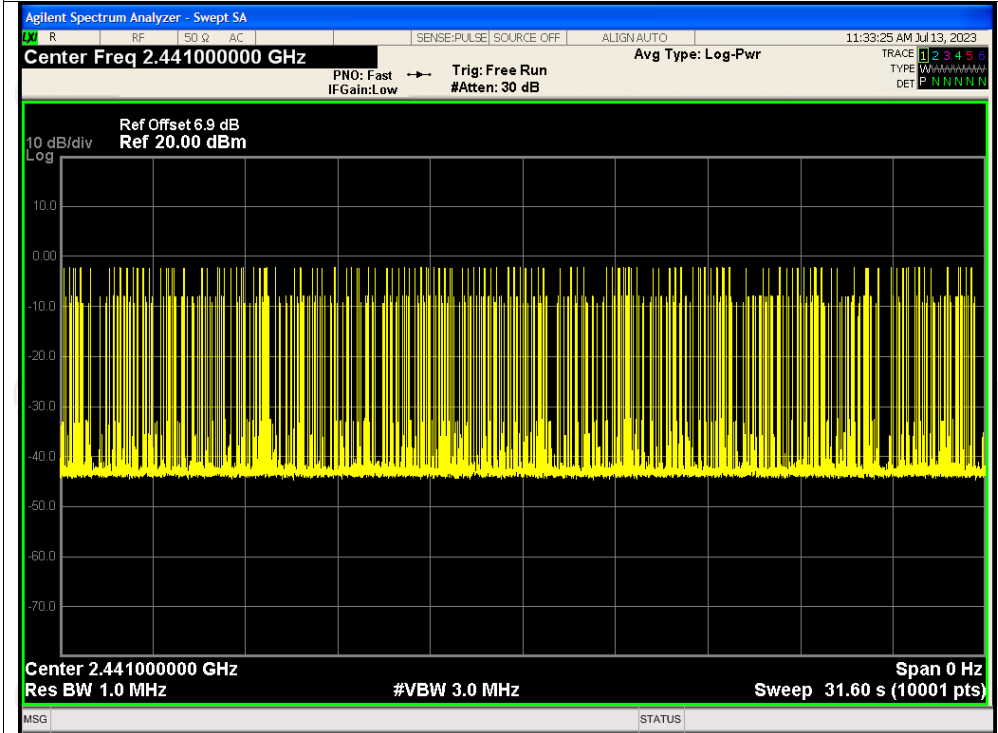 Agilent Spectrum Analyzer - Swept SA
LXI R RF 50 Ω AC SENSE:PULSE SOURCE OFF ALIGNAUTO 11:33:25 AM Jul 13, 2023
Center Freq 2.441000000 GHz Avg Type: Log-Pwr TRACE 1 2 3 4 5 6
PNO: Fast Trig: Free Run TYPE W
IFGain:Low #Atten: 30 dB DET P N N N N N
Ref Offset 6.9 dB
10 dB/div Ref 20.00 dBm
Log
10.0
0.00
-10.0
-20.0
-30.0
-40.0
-50.0
-60.0
-70.0
Center 2.441000000 GHz Span 0 Hz
Res BW 1.0 MHz #VBW 3.0 MHz Sweep 31.60 s (10001 pts)
MSG STATUS